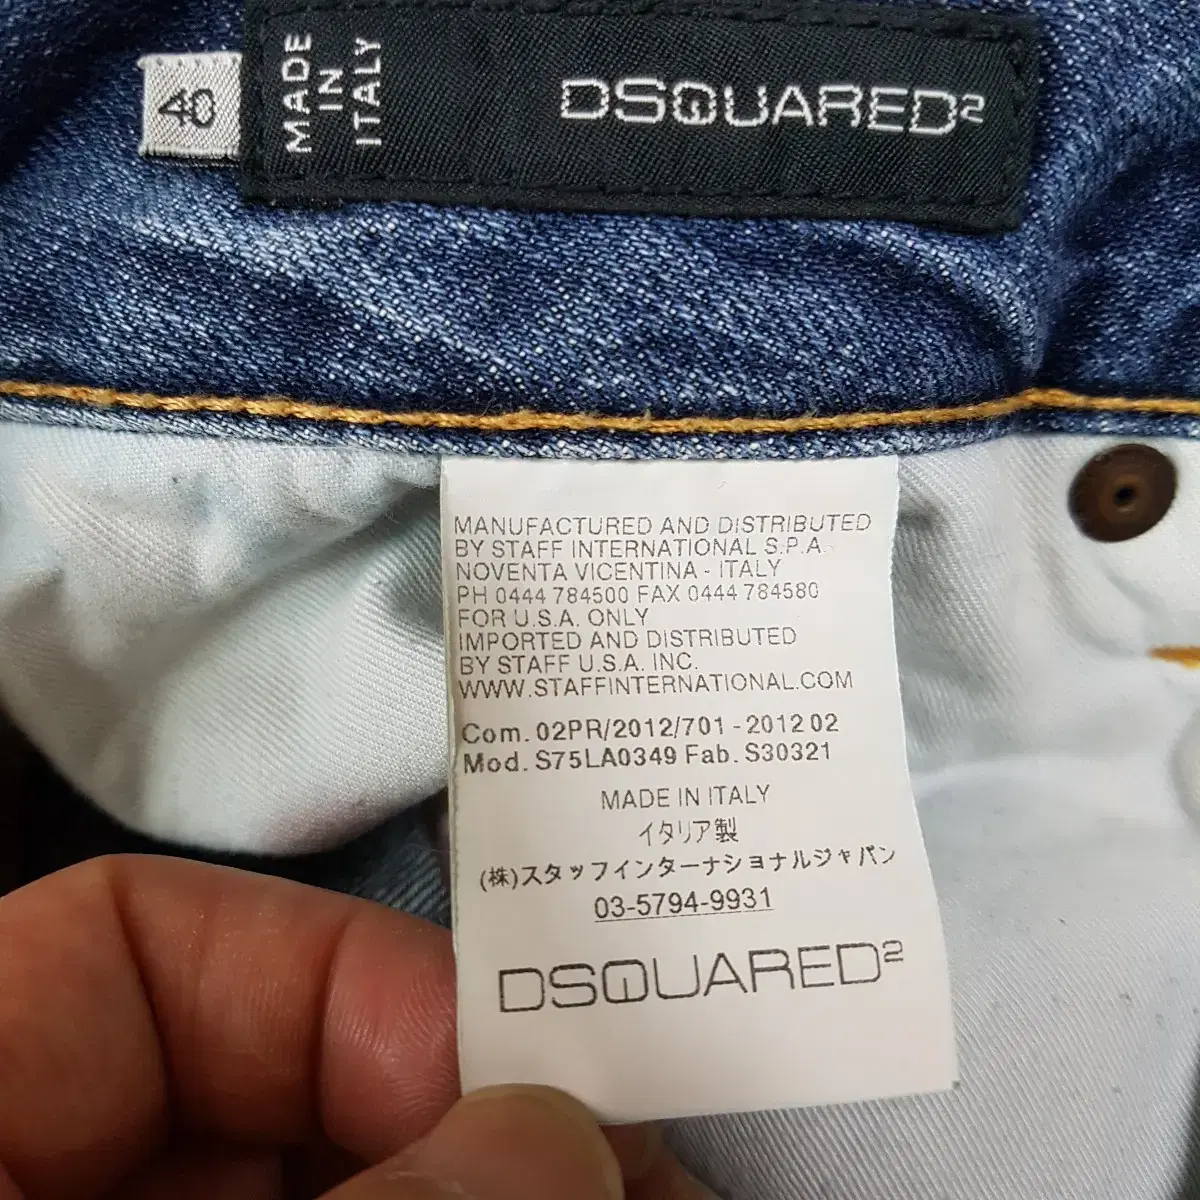 40
MADE
IN
ITALY
DSQUARED²
MANUFACTURED AND DISTRIBUTED
BY STAFF INTERNATIONAL S.P.A.
NOVENTA VICENTINA - ITALY
PH 0444 784500 FAX 0444 784580
FOR U.S.A. ONLY
IMPORTED AND DISTRIBUTED
BY STAFF U.S.A. INC.
WWW.STAFFINTERNATIONAL.COM
Com. 02PR/2012/701 - 2012 02
Mod. S75LA0349 Fab. S30321
MADE IN ITALY
イタリア製
(株)スタッフインターナショナルジャパン
03-5794-9931
DSQUARED²